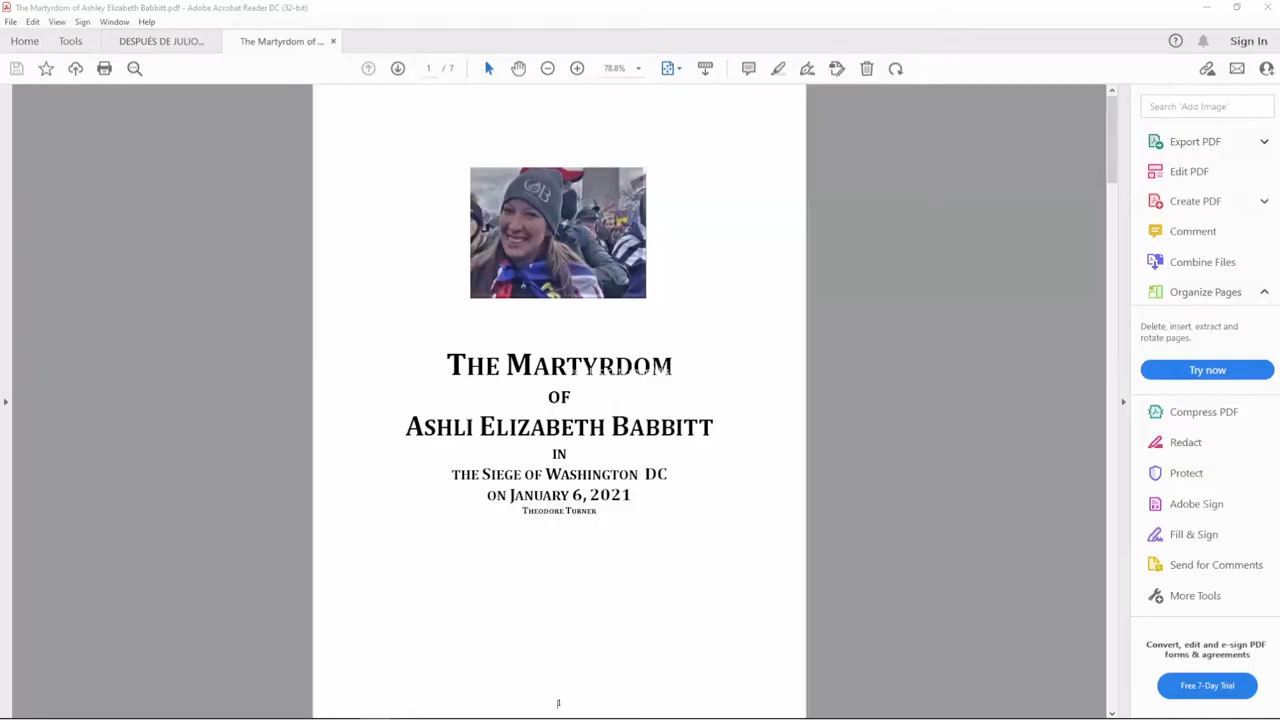 The Martyrdom of Ashley Elizabeth Babbitt.pdf - Adobe Acrobat Reader DC (32-bit)
File Edit View Sign Window Help
Home Tools DESPUÉS DE JULIO... The Martyrdom of ... × Sign In
1 / 7 78.8%
Search 'Add Image'
Export PDF
Edit PDF
Create PDF
Comment
Combine Files
Organize Pages
Delete, insert, extract and
rotate pages.
Try now
Compress PDF
Redact
Protect
Adobe Sign
Fill & Sign
Send for Comments
More Tools
Convert, edit and e-sign PDF
forms & agreements
Free 7-Day Trial
THE MARTYRDOM
OF
ASHLI ELIZABETH BABBITT
IN
THE SIEGE OF WASHINGTON DC
ON JANUARY 6, 2021
THEODORE TURNER
1